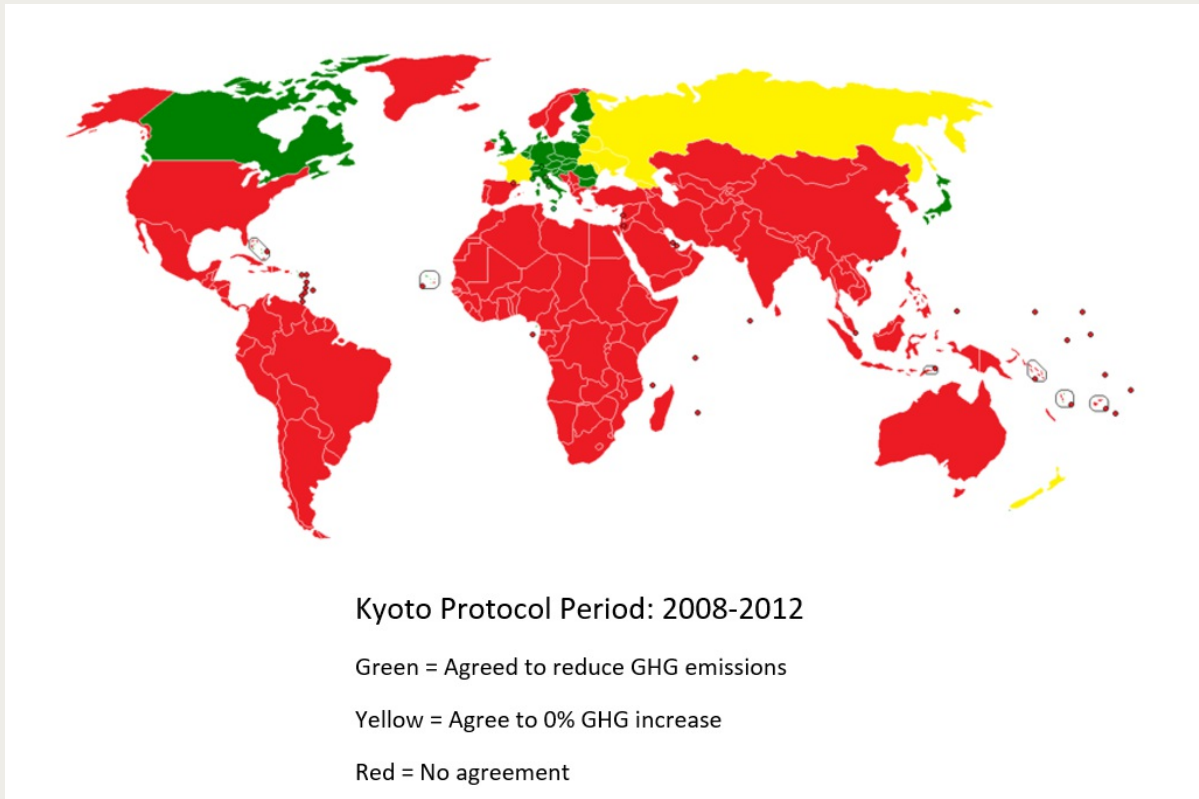 Kyoto Protocol Period: 2008-2012
Green = Agreed to reduce GHG emissions
Yellow = Agree to 0% GHG increase
Red = No agreement